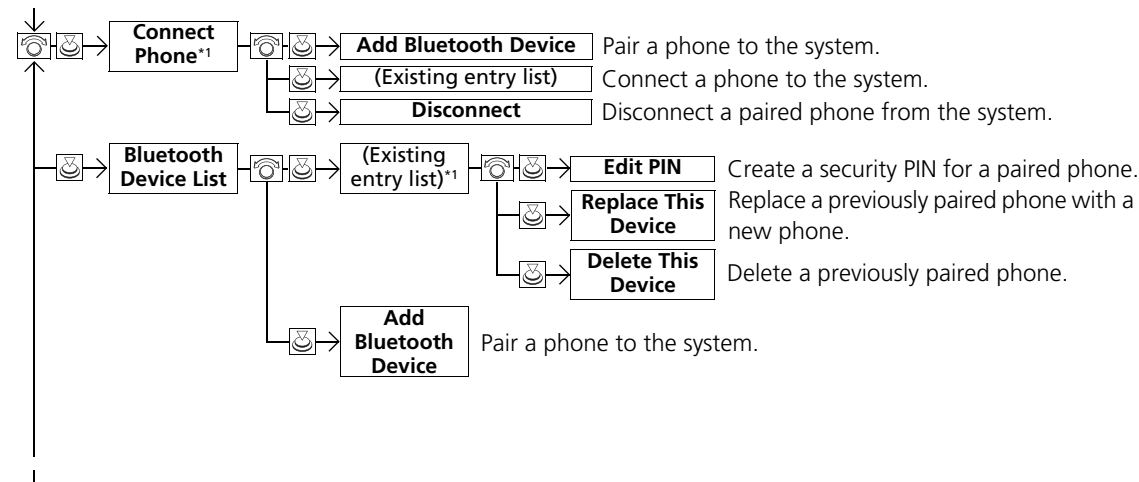 Connect
Phone*1
Add Bluetooth Device
Pair a phone to the system.
(Existing entry list)
Connect a phone to the system.
Disconnect
Disconnect a paired phone from the system.
Bluetooth
Device List
(Existing
entry list)*1
Edit PIN
Create a security PIN for a paired phone.
Replace This
Device
Replace a previously paired phone with a
new phone.
Delete This
Device
Delete a previously paired phone.
Add
Bluetooth
Device
Pair a phone to the system.